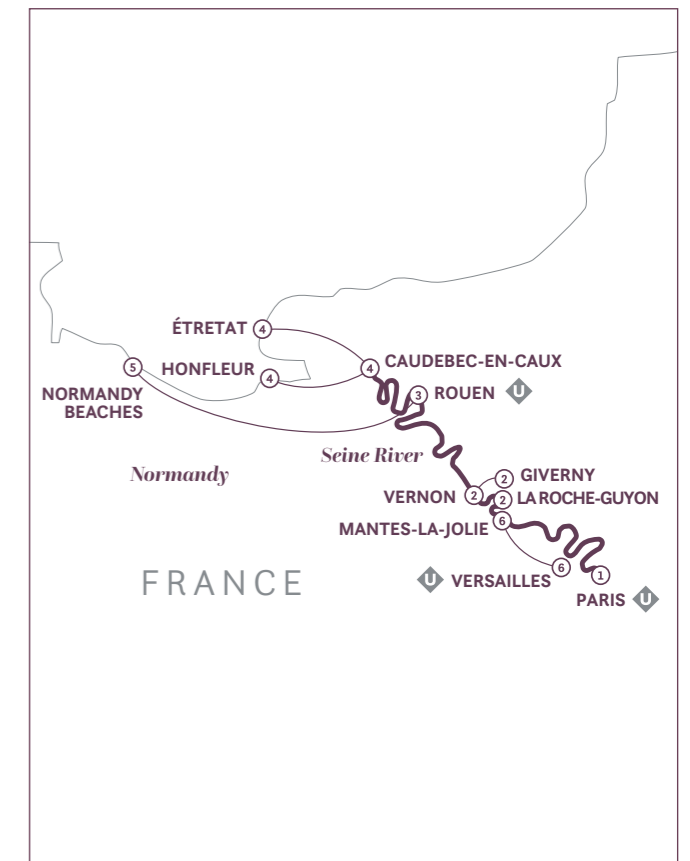 ÉTRETAT 4
4 CAUDEBEC-EN-CAUX
HONFLEUR 4
5
NORMANDY
BEACHES
3 ROUEN U
Seine River
Normandy
2 GIVERNY
VERNON 2
2 LA ROCHE-GUYON
MANTES-LA-JOLIE 6
FRANCE
U VERSAILLES 6
1
PARIS U